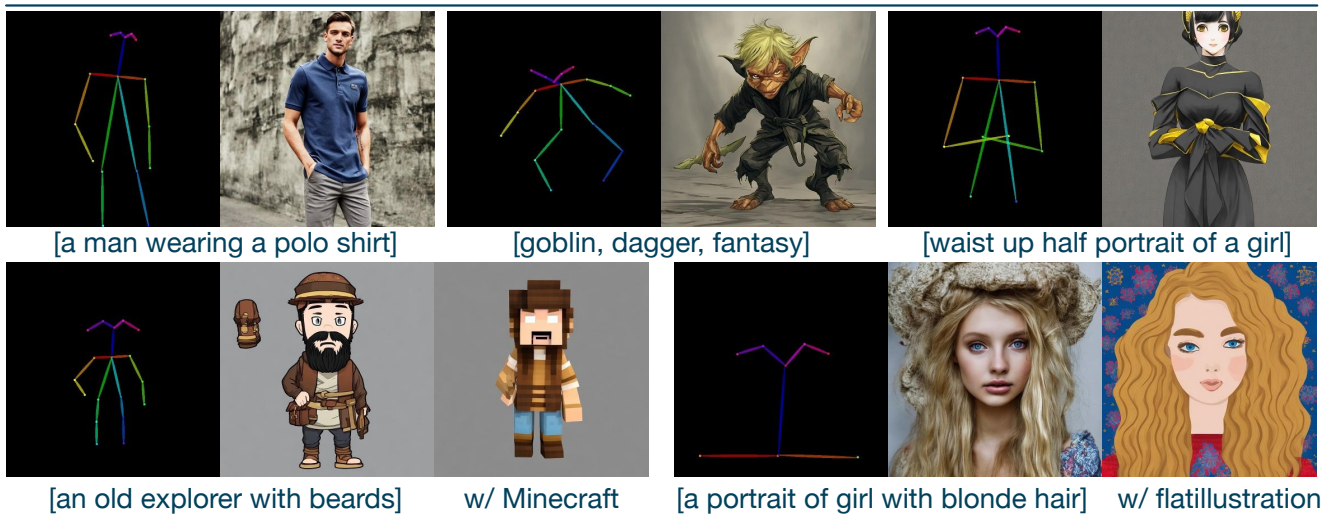 [a man wearing a polo shirt]
[goblin, dagger, fantasy]
[waist up half portrait of a girl]
[an old explorer with beards]
w/ Minecraft
[a portrait of girl with blonde hair]
w/ flatillustration